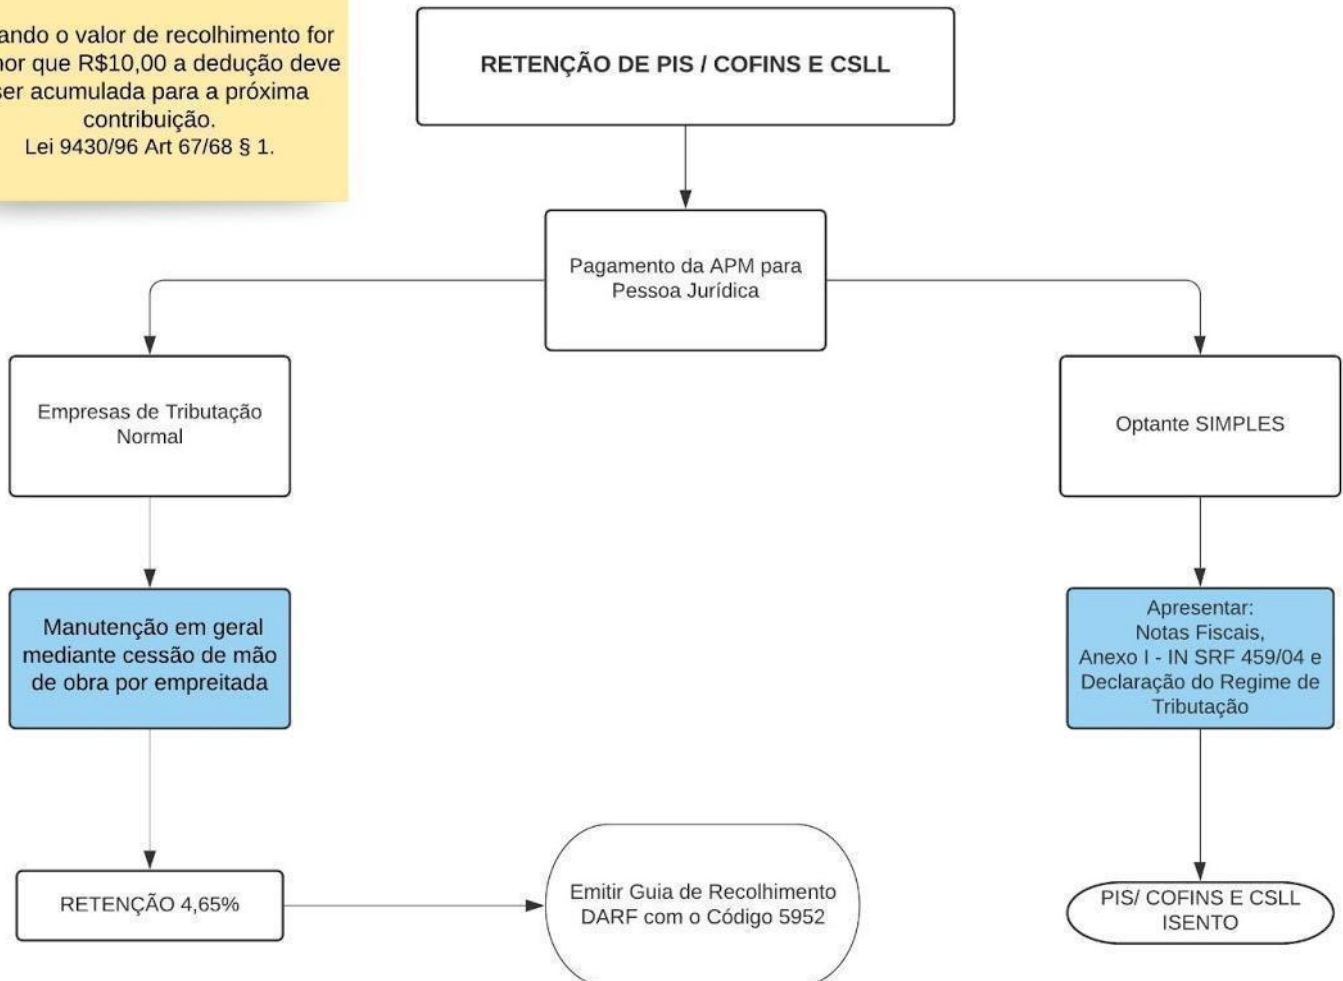 o valor de recolhimento for
que R$10,00 a dedução deve
ser acumulada para a próxima
contribuição.
Lei 9430/96 Art 67/68 § 1.
RETENÇÃO DE PIS / COFINS E CSLL
Pagamento da APM para
Pessoa Jurídica
Empresas de Tributação
Normal
Optante SIMPLES
Manutenção em geral
mediante cessão de mão
de obra por empreitada
Apresentar:
Notas Fiscais,
Anexo I - IN SRF 459/04 e
Declaração do Regime de
Tributação
RETENÇÃO 4,65%
Emitir Guia de Recolhimento
DARF com o Código 5952
PIS/ COFINS E CSLL
ISENTO